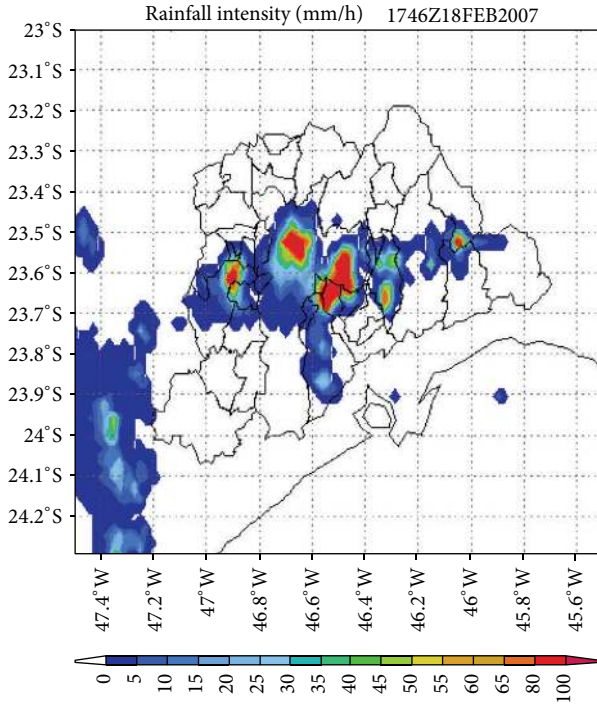 Rainfall intensity (mm/h) 1746Z18FEB2007
23°S
23.1°S
23.2°S
23.3°S
23.4°S
23.5°S
23.6°S
23.7°S
23.8°S
23.9°S
24°S
24.1°S
24.2°S
47.4°W
47.2°W
47°W
46.8°W
46.6°W
46.4°W
46.2°W
46°W
45.8°W
45.6°W
0
5
10
15
20
25
30
35
40
45
50
55
60
65
80
100